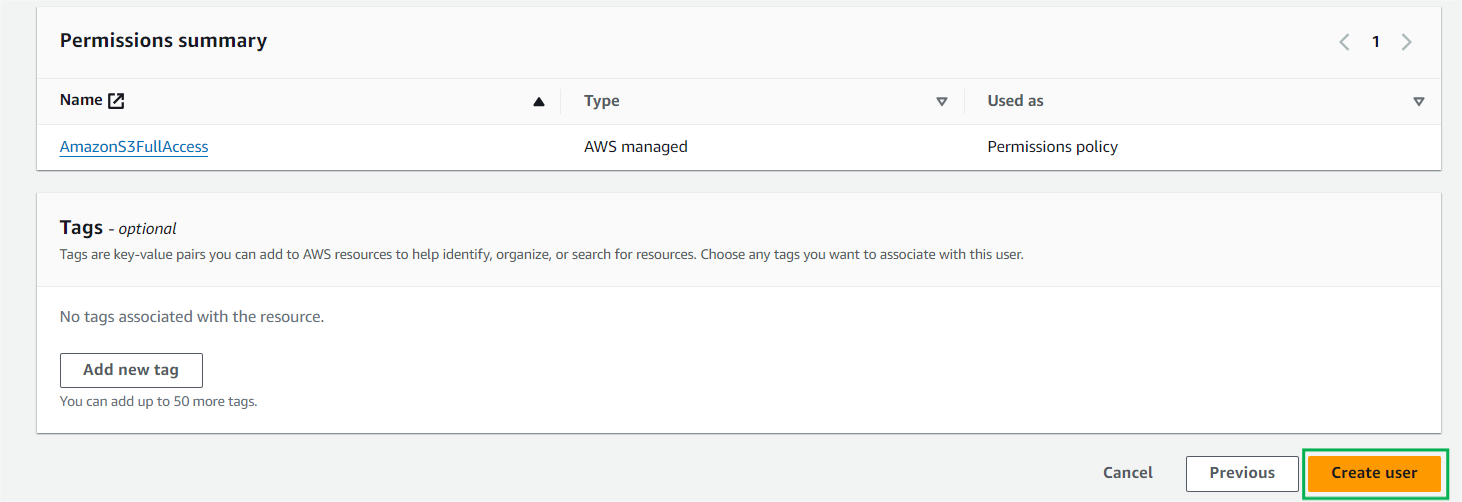 Permissions summary
1
Name Type Used as
AmazonS3FullAccess AWS managed Permissions policy
Tags - optional
Tags are key-value pairs you can add to AWS resources to help identify, organize, or search for resources. Choose any tags you want to associate with this user.
No tags associated with the resource.
Add new tag
You can add up to 50 more tags.
Cancel Previous Create user